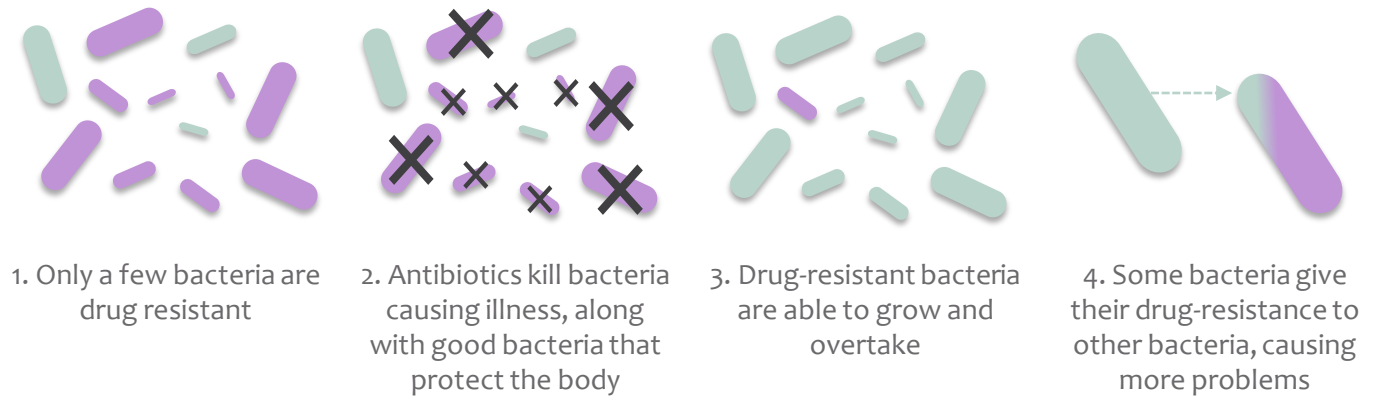 1. Only a few bacteria are
drug resistant
2. Antibiotics kill bacteria
causing illness, along
with good bacteria that
protect the body
3. Drug-resistant bacteria
are able to grow and
overtake
4. Some bacteria give
their drug-resistance to
other bacteria, causing
more problems